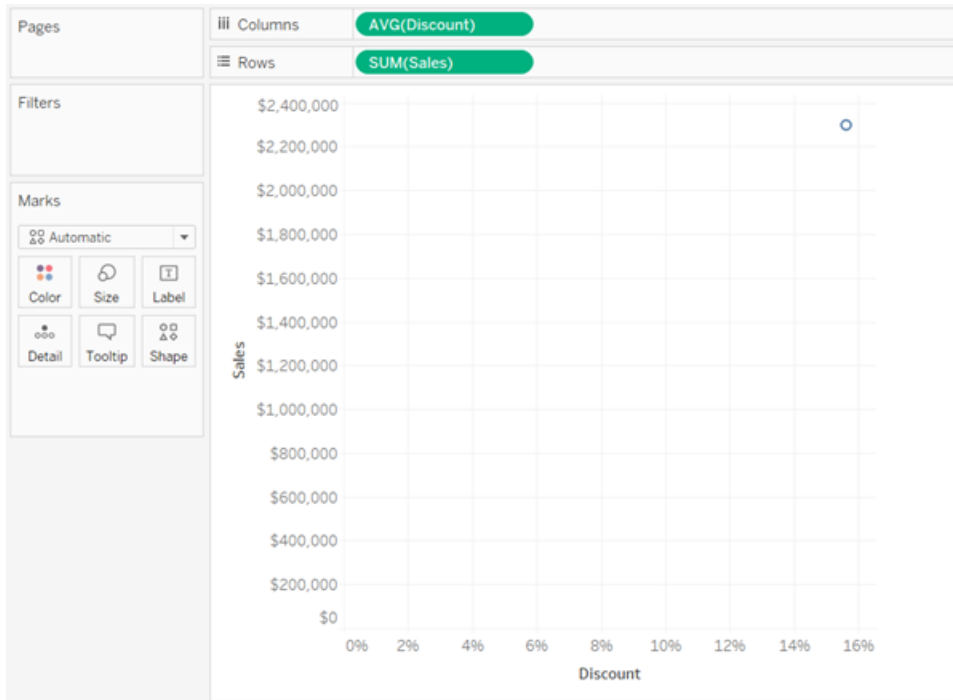 Pages
Columns
AVG(Discount)
Rows
SUM(Sales)
Filters
Marks
Automatic
Color
Size
T
Label
Detail
Tooltip
Shape
$2,400,000
$2,200,000
$2,000,000
$1,800,000
$1,600,000
$1,400,000
$1,200,000
$1,000,000
$800,000
$600,000
$400,000
$200,000
$0
Sales
0% 2% 4% 6% 8% 10% 12% 14% 16%
Discount